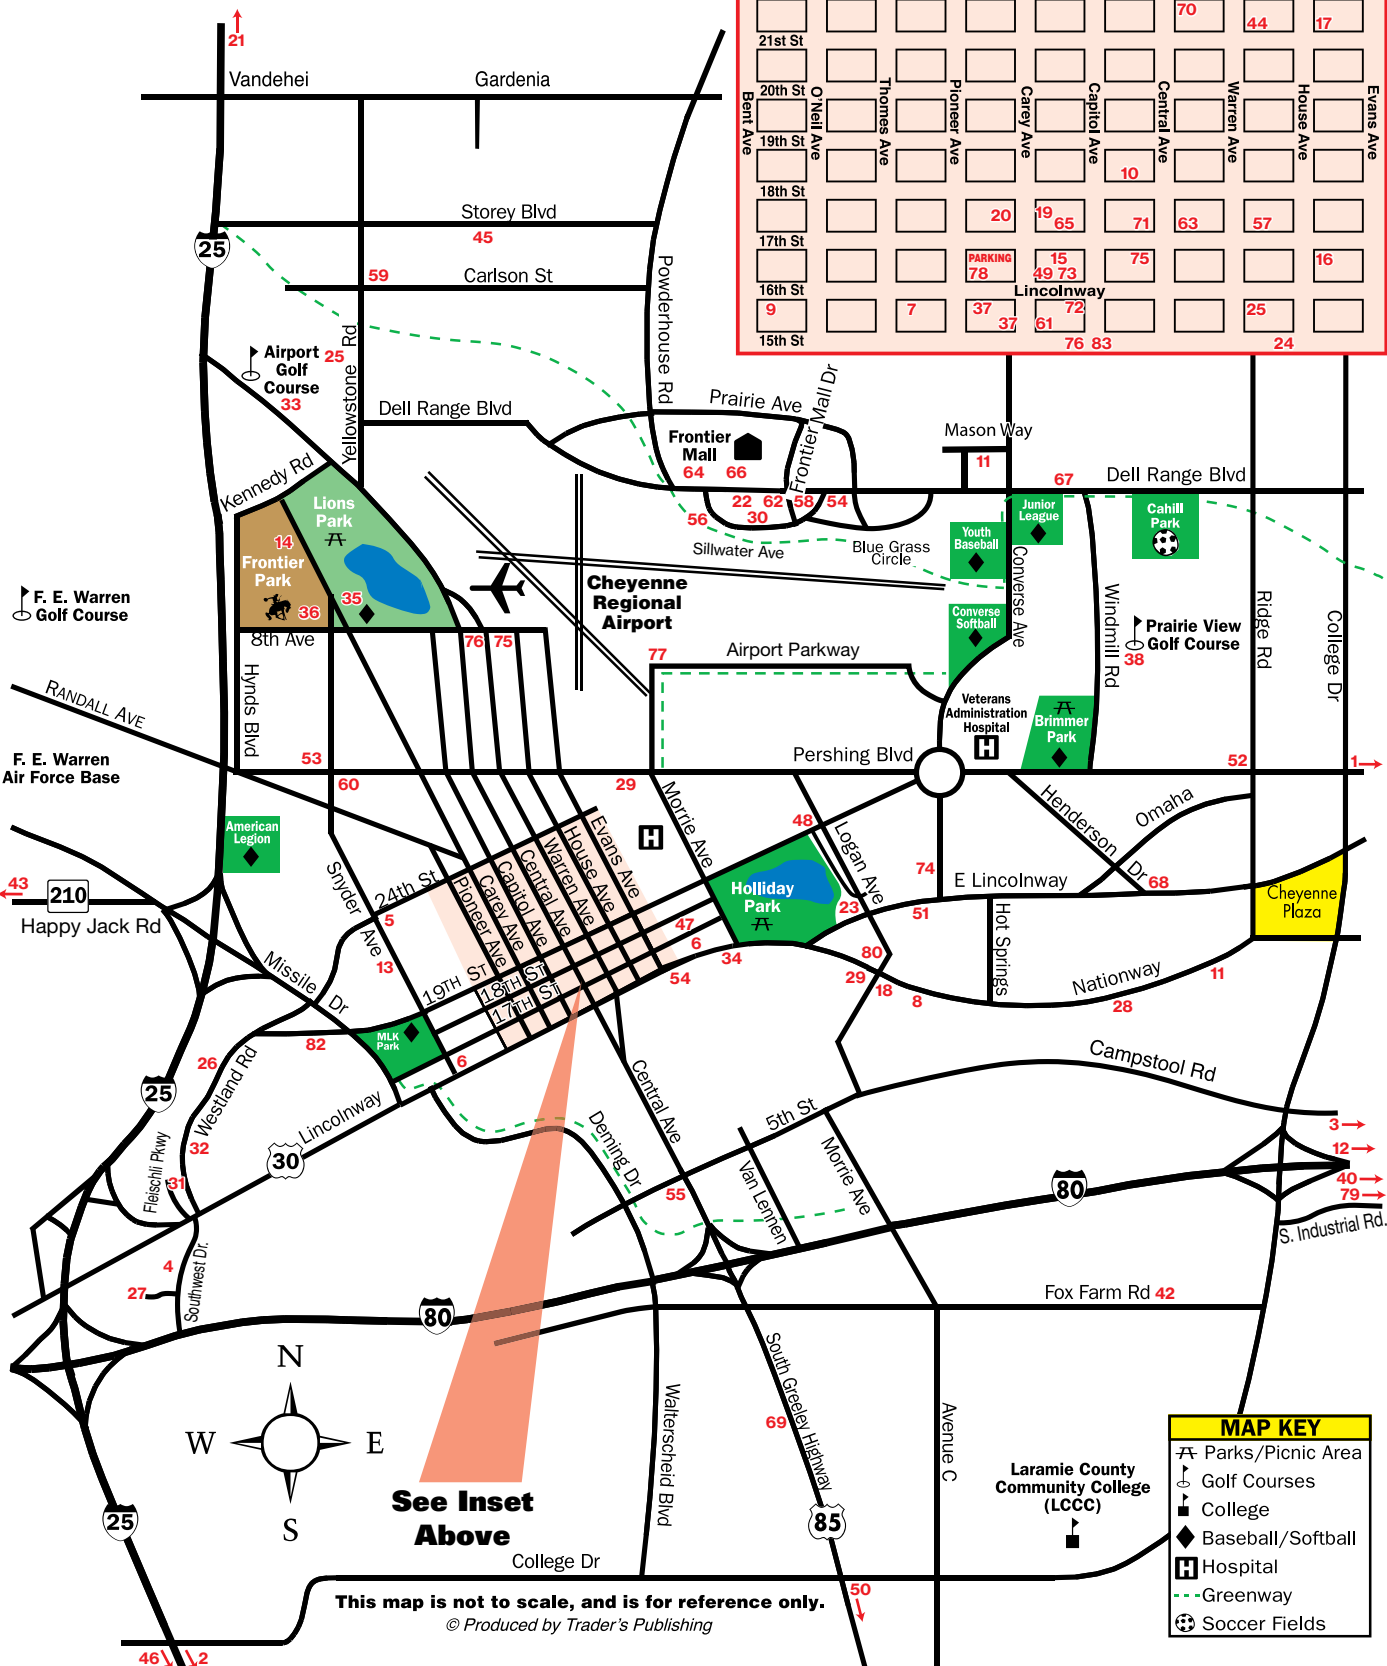 21
Vandehei
Gardenia
Storey Blvd
45
25
59
Carlson St
Powderhouse Rd
Yellowstone Rd
Airport
Golf
Course
25
33
Dell Range Blvd
Prairie Ave
Frontier Mall Dr
Frontier
Mall
64
66
Mason Way
11
67
Dell Range Blvd
22
62
58
54
30
56
Sillwater Ave
Blue Grass
Circle
Youth
Baseball
Junior
League
Cahill
Park
Kennedy Rd
Lions
Park
14
Frontier
Park
36
35
8th Ave
76
75
F. E. Warren
Golf Course
Cheyenne
Regional
Airport
Converse
Softball
Converse Ave
Windmill Rd
Prairie View
Golf Course
38
Ridge Rd
College Dr
77
Airport Parkway
Veterans
Administration
Hospital
H
Brimmer
Park
Randall Ave
Hynds Blvd
F. E. Warren
Air Force Base
53
60
29
Pershing Blvd
52
1
American
Legion
H
Morrie Ave
48
Logan Ave
Henderson Dr
Omaha
74
E Lincolnway
68
Cheyenne
Plaza
43
210
Happy Jack Rd
Snyder Ave
24th St
5
13
Pioneer Ave
Carey Ave
Capitol Ave
Central Ave
Warren Ave
House Ave
Evans Ave
Holliday
Park
23
51
47
6
34
54
80
29
18
8
Hot Springs
Nationway
11
28
19th St
18th St
17th St
Missile Dr
MLK
Park
82
6
26
Westland Rd
25
Lincolnway
30
32
Fleischli Pkwy
31
4
27
Southwest Dr.
Central Ave
Deming Dr
55
5th St
Van Lennen
Morrie Ave
Campstool Rd
3
12
40
79
80
S. Industrial Rd.
80
Fox Farm Rd 42
N
W
E
S
25
See Inset
Above
Walterscheid Blvd
69
South Greeley Highway
85
Avenue C
Laramie County
Community College
(LCCC)
College Dr
50
46
2
This map is not to scale, and is for reference only.
© Produced by Trader's Publishing
MAP KEY
Parks/Picnic Area
Golf Courses
College
Baseball/Softball
H Hospital
Greenway
Soccer Fields
70
44
17
21st St
20th St
19th St
18th St
17th St
16th St
15th St
Bent Ave
O'Neil Ave
Thomes Ave
Pioneer Ave
Carey Ave
Capitol Ave
Central Ave
Warren Ave
House Ave
Evans Ave
10
20
19
65
71
63
57
PARKING
78
15
49 73
75
16
Lincolnway
9
7
37
37
61
72
25
76 83
24